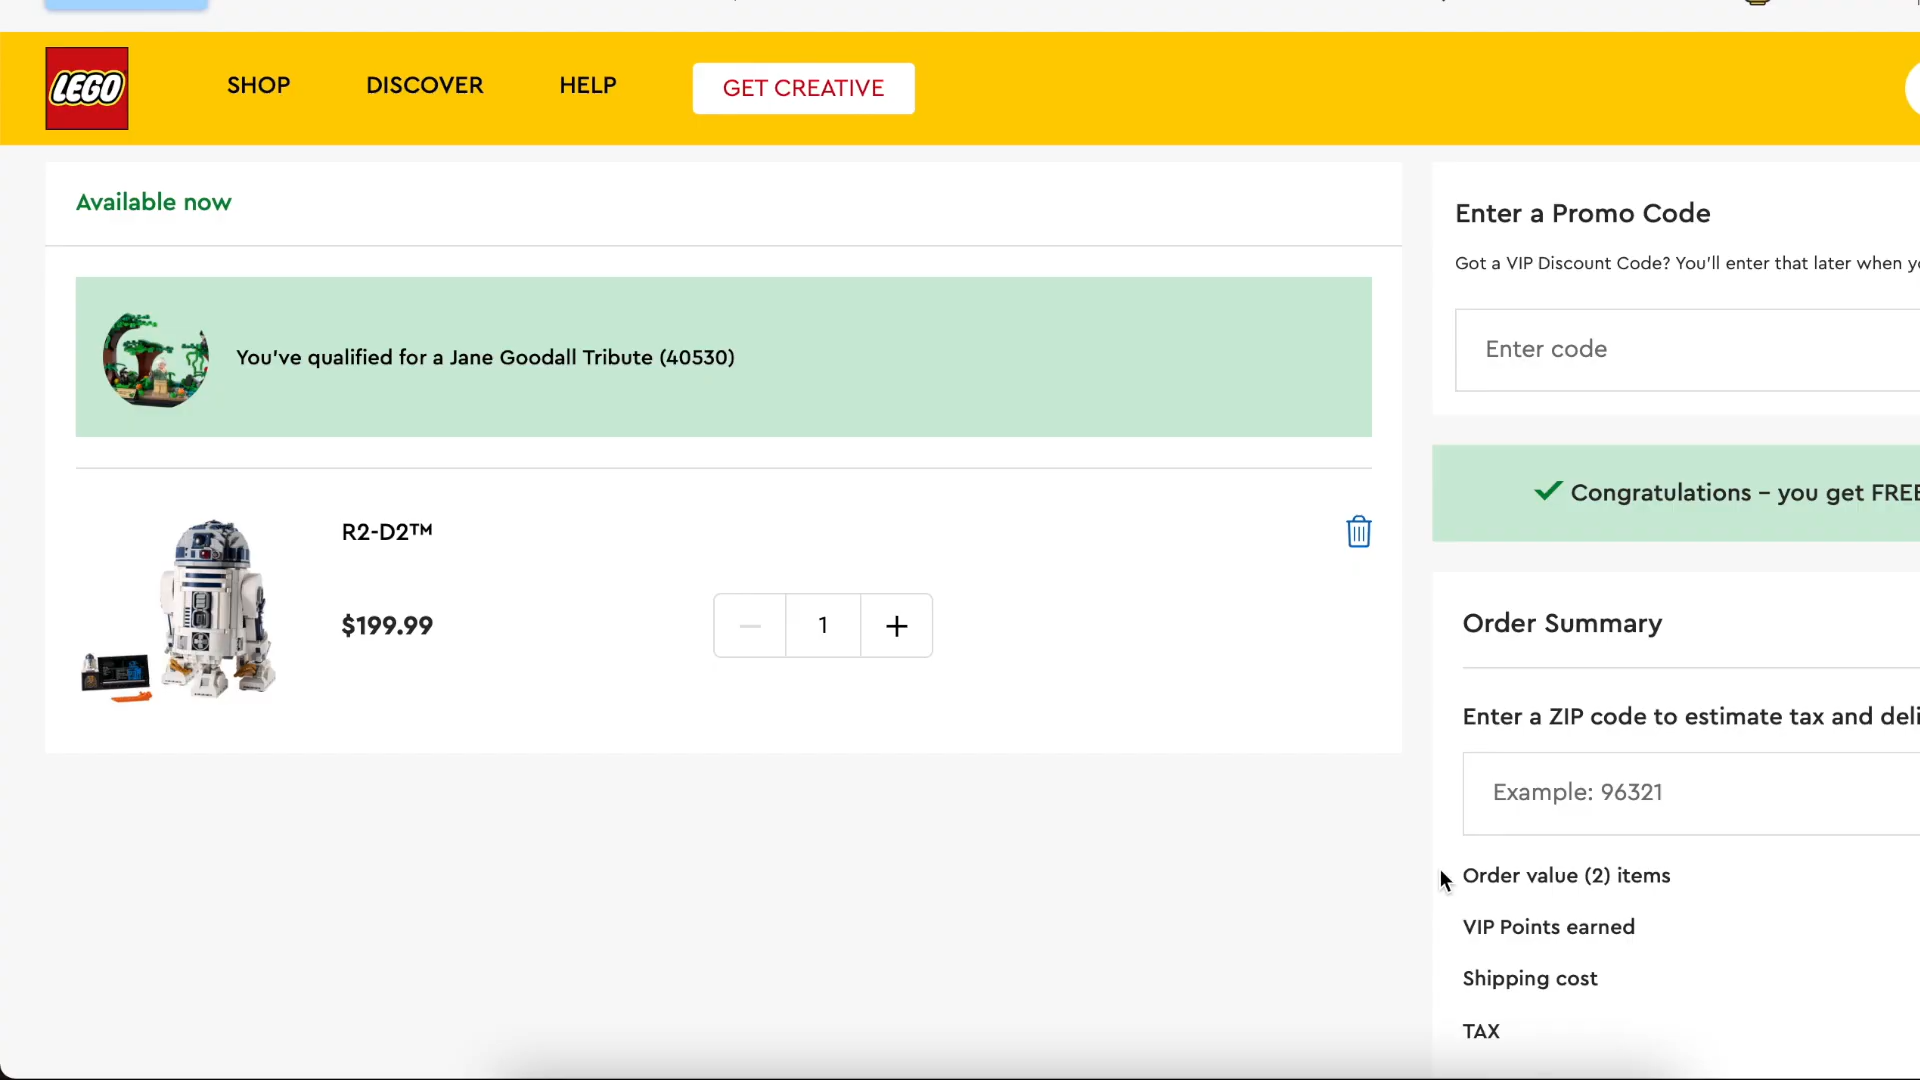 LEGO
SHOP
DISCOVER
HELP
GET CREATIVE
Available now
You've qualified for a Jane Goodall Tribute (40530)
R2-D2™
$199.99
1
Enter a Promo Code
Got a VIP Discount Code? You'll enter that later when
Enter code
Congratulations – you get FREE
Order Summary
Enter a ZIP code to estimate tax and
Example: 96321
Order value (2) items
VIP Points earned
Shipping cost
TAX